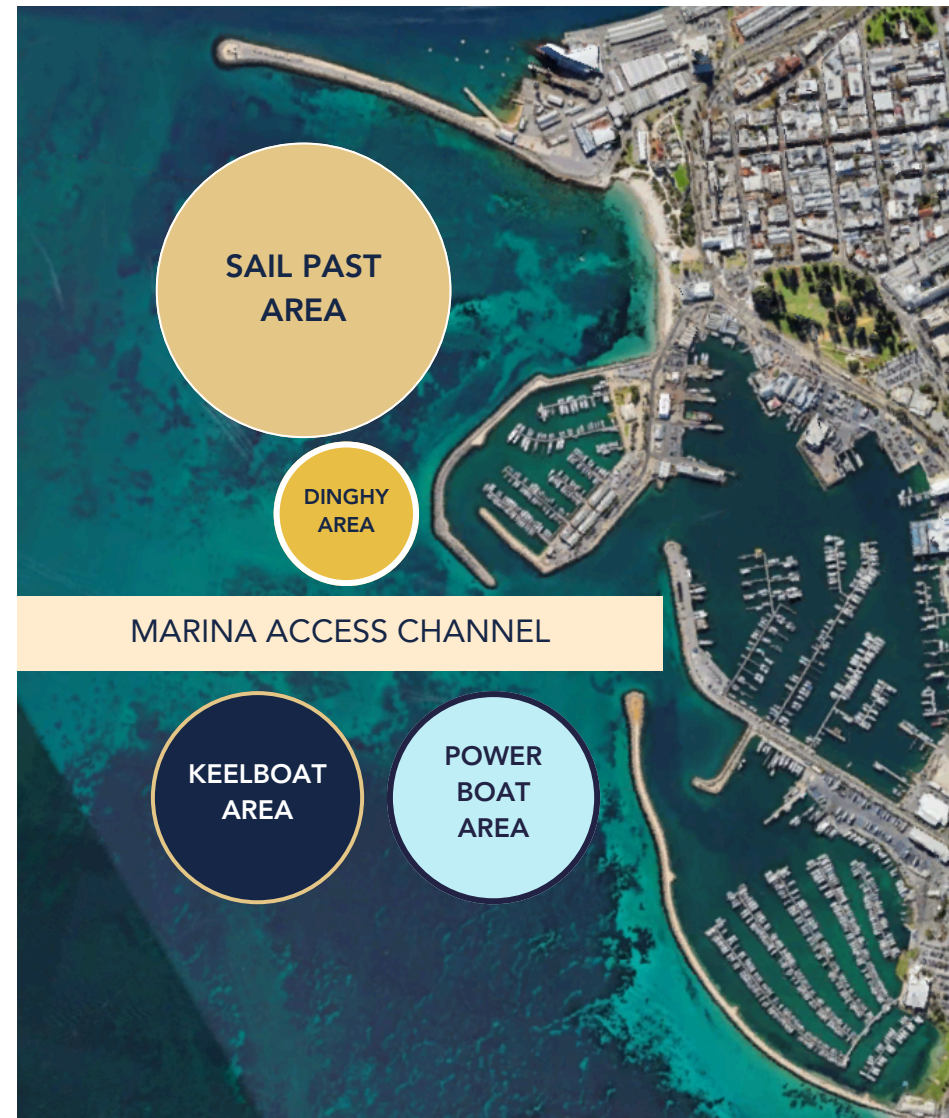 SAIL PAST
AREA
DINGHY
AREA
MARINA ACCESS CHANNEL
KEELBOAT
AREA
POWER
BOAT
AREA